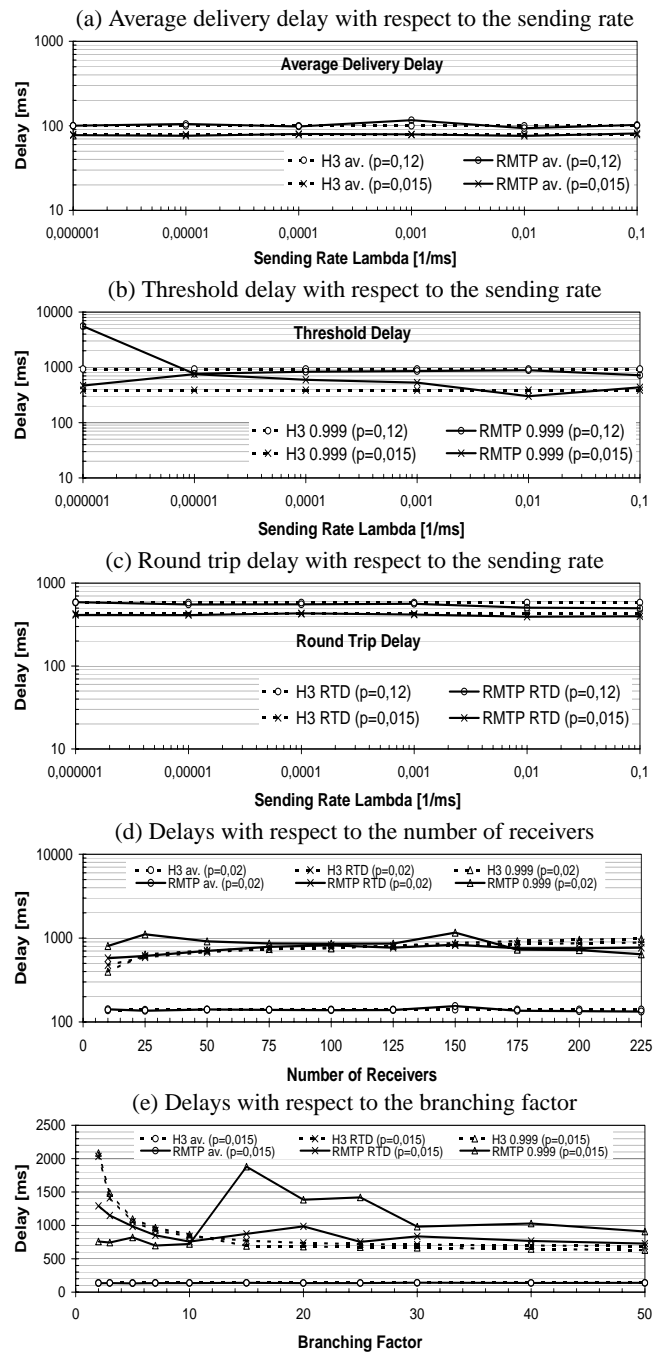 (a) Average delivery delay with respect to the sending rate
1000
Average Delivery Delay
100
Delay [ms]
H3 av. (p=0,12) RMTP av. (p=0,12)
H3 av. (p=0,015) RMTP av. (p=0,015)
10
0,000001 0,00001 0,0001 0,001 0,01 0,1
Sending Rate Lambda [1/ms]
(b) Threshold delay with respect to the sending rate
10000
Threshold Delay
1000
Delay [ms]
100
H3 0.999 (p=0,12) RMTP 0.999 (p=0,12)
H3 0.999 (p=0,015) RMTP 0.999 (p=0,015)
10
0,000001 0,00001 0,0001 0,001 0,01 0,1
Sending Rate Lambda [1/ms]
(c) Round trip delay with respect to the sending rate
1000
Round Trip Delay
100
Delay [ms]
H3 RTD (p=0,12) RMTP RTD (p=0,12)
H3 RTD (p=0,015) RMTP RTD (p=0,015)
10
0,000001 0,00001 0,0001 0,001 0,01 0,1
Sending Rate Lambda [1/ms]
(d) Delays with respect to the number of receivers
10000
H3 av. (p=0,02) H3 RTD (p=0,02) H3 0.999 (p=0,02)
RMTP av. (p=0,02) RMTP RTD (p=0,02) RMTP 0.999 (p=0,02)
Delay [ms]
1000
100
0 25 50 75 100 125 150 175 200 225
Number of Receivers
(e) Delays with respect to the branching factor
2500
H3 av. (p=0,015) H3 RTD (p=0,015) H3 0.999 (p=0,015)
RMTP av. (p=0,015) RMTP RTD (p=0,015) RMTP 0.999 (p=0,015)
2000
Delay [ms]
1500
1000
500
0
0 10 20 30 40 50
Branching Factor